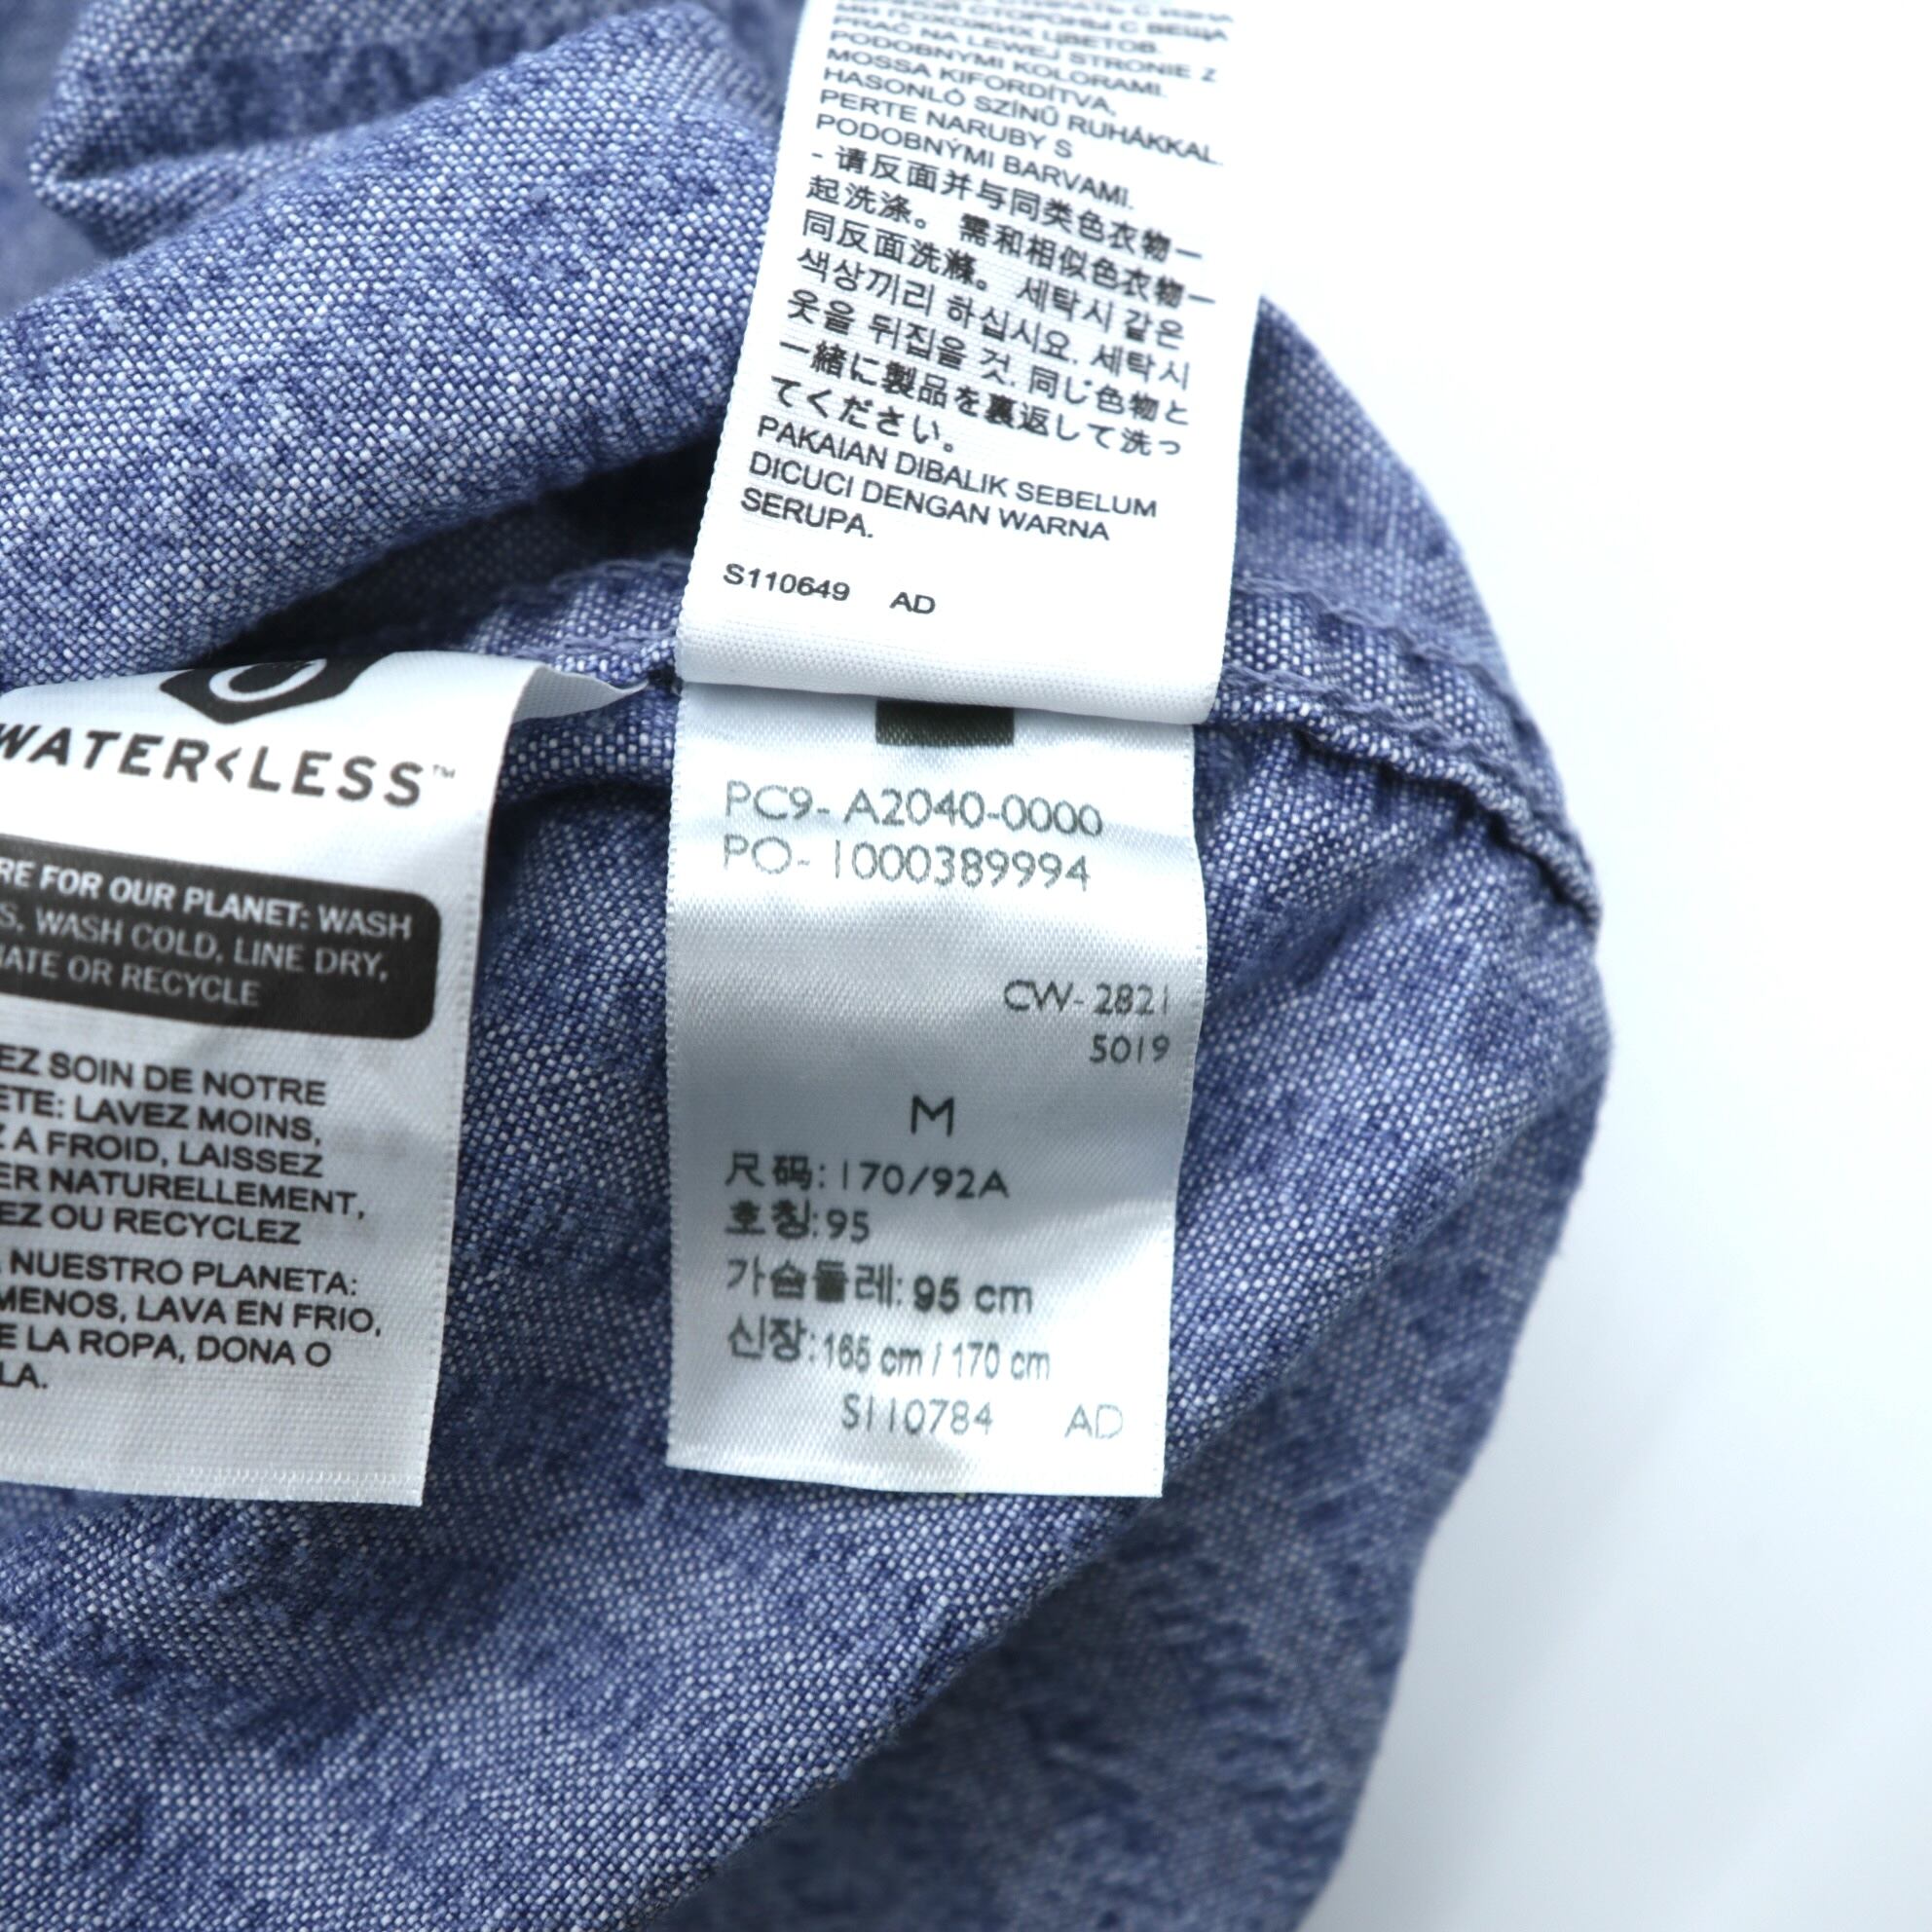 МИ ПОХОЖИХ ЦВЕТОВ.
PRAĆ NA LEWEJ STRONIE Z
PODOBNYMI KOLORAMI.
MOSSA KIFORDÍTVA,
HASONLÓ SZÍNŰ RUHÁKKAL.
PERTE NARUBY S
PODOBNÝMI BARVAMI.
- 请反面并与同类色衣物一
起洗涤。 需和相似色衣物一
同反面洗滌。 세탁시 같은
색상끼리 하십시요. 세탁시
옷을 뒤집을 것. 同じ色物と
一緒に製品を裏返して洗っ
てください。
PAKAIAN DIBALIK SEBELUM
DICUCI DENGAN WARNA
SERUPA.
S110649 AD
WATER<LESS™
RE FOR OUR PLANET: WASH
S, WASH COLD, LINE DRY,
ATE OR RECYCLE
EZ SOIN DE NOTRE
ETE: LAVEZ MOINS,
Z A FROID, LAISSEZ
ER NATURELLEMENT,
EZ OU RECYCLEZ
NUESTRO PLANETA:
MENOS, LAVA EN FRIO,
E LA ROPA, DONA O
LA.
PC9- A2040-0000
PO- 1000389994
CW- 2821
5019
M
尺码: 170/92A
호칭: 95
가슴둘레: 95 cm
신장: 165 cm / 170 cm
S110784 AD